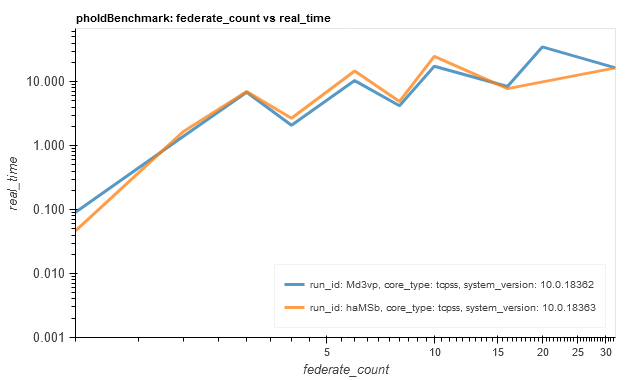 pholdBenchmark: federate_count vs real_time
real_time
10.000
1.000
0.100
0.010
0.001
run_id: Md3vp, core_type: tcpss, system_version: 10.0.18362
run_id: haMSb, core_type: tcpss, system_version: 10.0.18363
5 10 15 20 25 30
federate_count